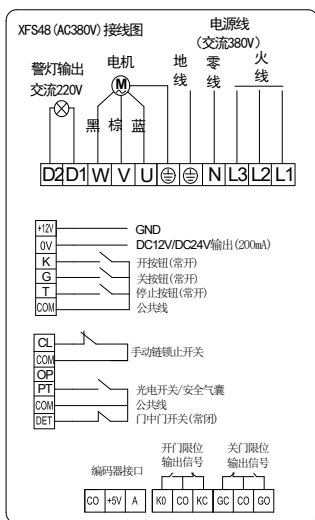 XFS48(AC380V)接线图
电源线
(交流380V)
警灯输出
交流220V
电机
地线
零线
火线
M
黑 棕 蓝
D2 D1 W V U N L3 L2 L1
+12V GND
0V DC12V/DC24V输出(200mA)
K 开按钮(常开)
G 关按钮(常开)
T 停止按钮(常开)
COM 公共线
CL
COM 手动链锁止开关
OP
PT 光电开关/安全气囊
COM 公共线
DET 门中门开关(常闭)
开门限位
输出信号
关门限位
输出信号
编码器接口
CO +5V A K0 CO KC GC CO GO